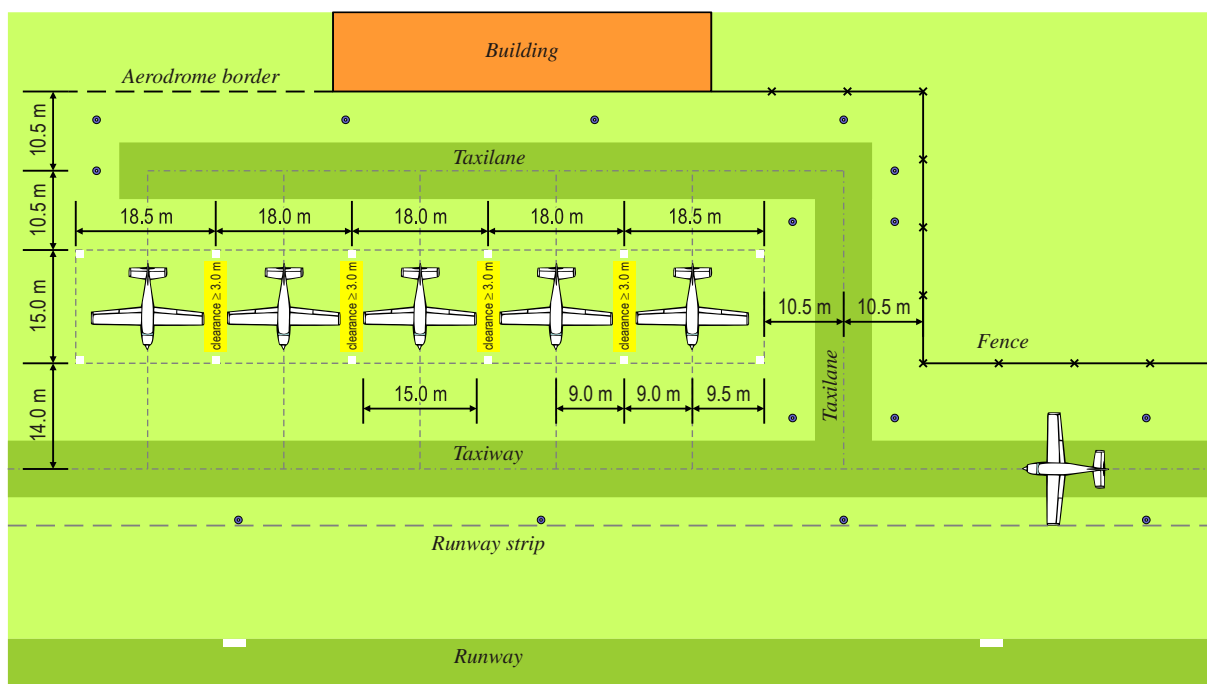 Building
Aerodrome border
10.5 m
Taxilane
10.5 m
18.5 m
18.0 m
18.0 m
18.0 m
18.5 m
15.0 m
clearance ≥ 3.0 m
clearance ≥ 3.0 m
clearance ≥ 3.0 m
clearance ≥ 3.0 m
10.5 m
10.5 m
Fence
Taxilane
15.0 m
9.0 m
9.0 m
9.5 m
14.0 m
Taxiway
Runway strip
Runway